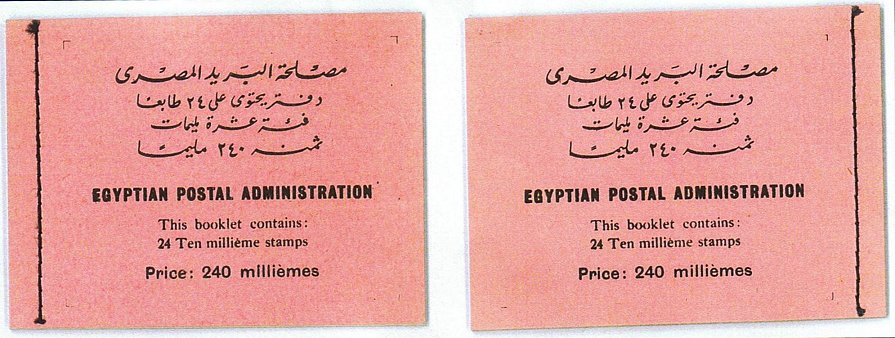 مصلحة البريد المصرى
دفتر يحتوى على ٢٤ طابعا
فئة عشرة مليمات
ثمنه ٢٤٠ مليما
EGYPTIAN POSTAL ADMINISTRATION
This booklet contains:
24 Ten millième stamps
Price: 240 millièmes
مصلحة البريد المصرى
دفتر يحتوى على ٢٤ طابعا
فئة عشرة مليمات
ثمنه ٢٤٠ مليما
EGYPTIAN POSTAL ADMINISTRATION
This booklet contains:
24 Ten millième stamps
Price: 240 millièmes